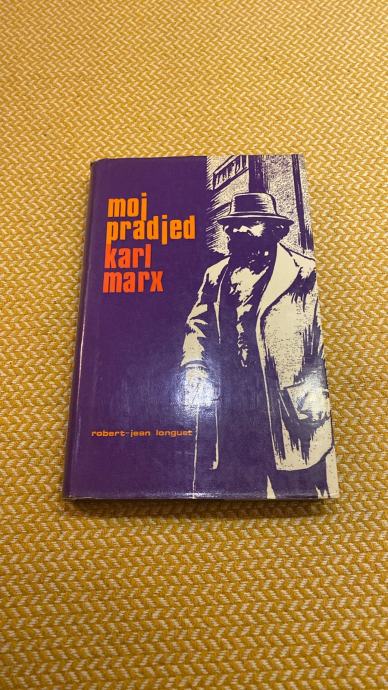 moj
pradjed
karl
marx
robert-jean longuet